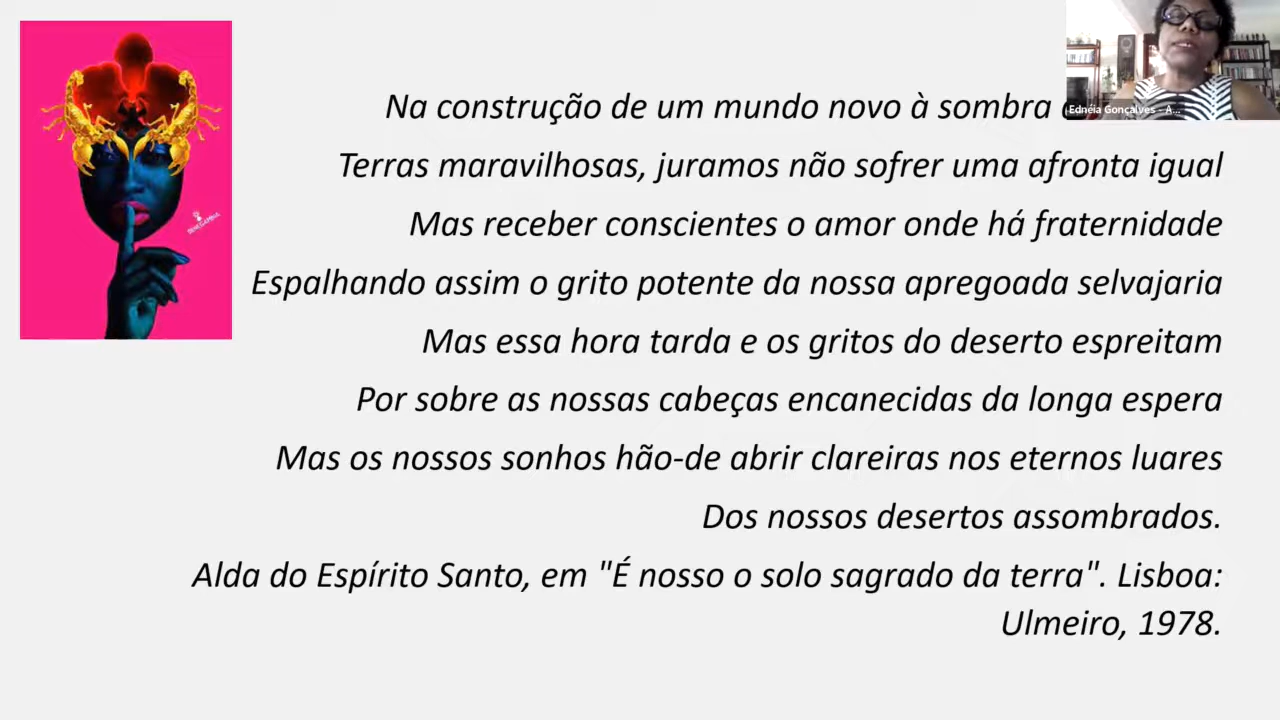 Na construção de um mundo novo à sombra
Ednéia Gonçalves - A...
Terras maravilhosas, juramos não sofrer uma afronta igual
Mas receber conscientes o amor onde há fraternidade
Espalhando assim o grito potente da nossa apregoada selvajaria
Mas essa hora tarda e os gritos do deserto espreitam
Por sobre as nossas cabeças encanecidas da longa espera
Mas os nossos sonhos hão-de abrir clareiras nos eternos luares
Dos nossos desertos assombrados.
Alda do Espírito Santo, em "É nosso o solo sagrado da terra". Lisboa:
Ulmeiro, 1978.